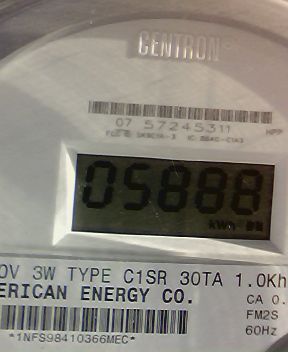 CENTRON®
07 57245311 HPP
05888
0V 3W TYPE C1SR 30TA 1.0Kh
ERICAN ENERGY CO. CA 0.
FM2S
60Hz
*1NFS98410366MEC*